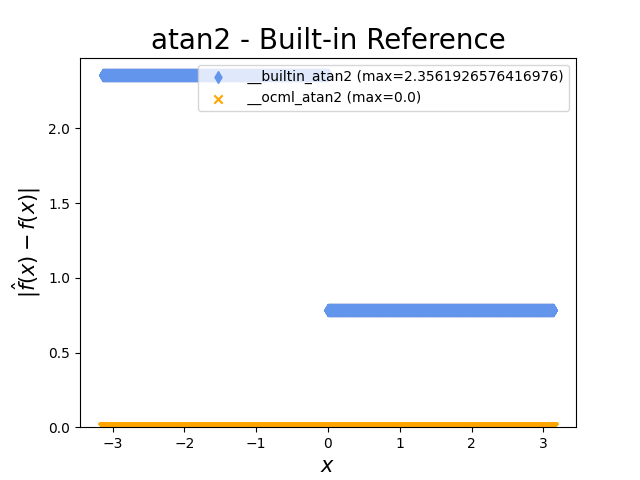 atan2 - Built-in Reference
__builtin_atan2 (max=2.3561926576416976)
__ocml_atan2 (max=0.0)
|f̂(x) − f(x)|
2.0
1.5
1.0
0.5
0.0
−3 −2 −1 0 1 2 3
x